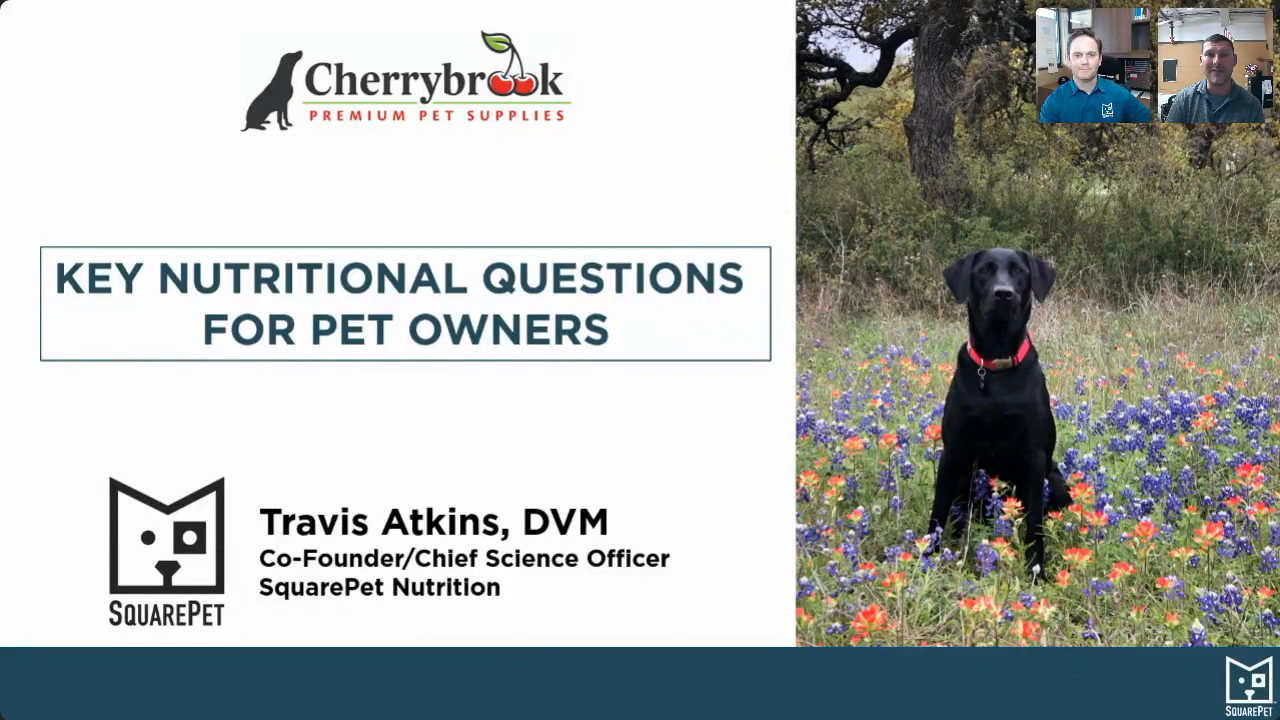 Cherrybrook
PREMIUM PET SUPPLIES
KEY NUTRITIONAL QUESTIONS
FOR PET OWNERS
Travis Atkins, DVM
Co-Founder/Chief Science Officer
SquarePet Nutrition
SQUAREPET
SQUAREPET